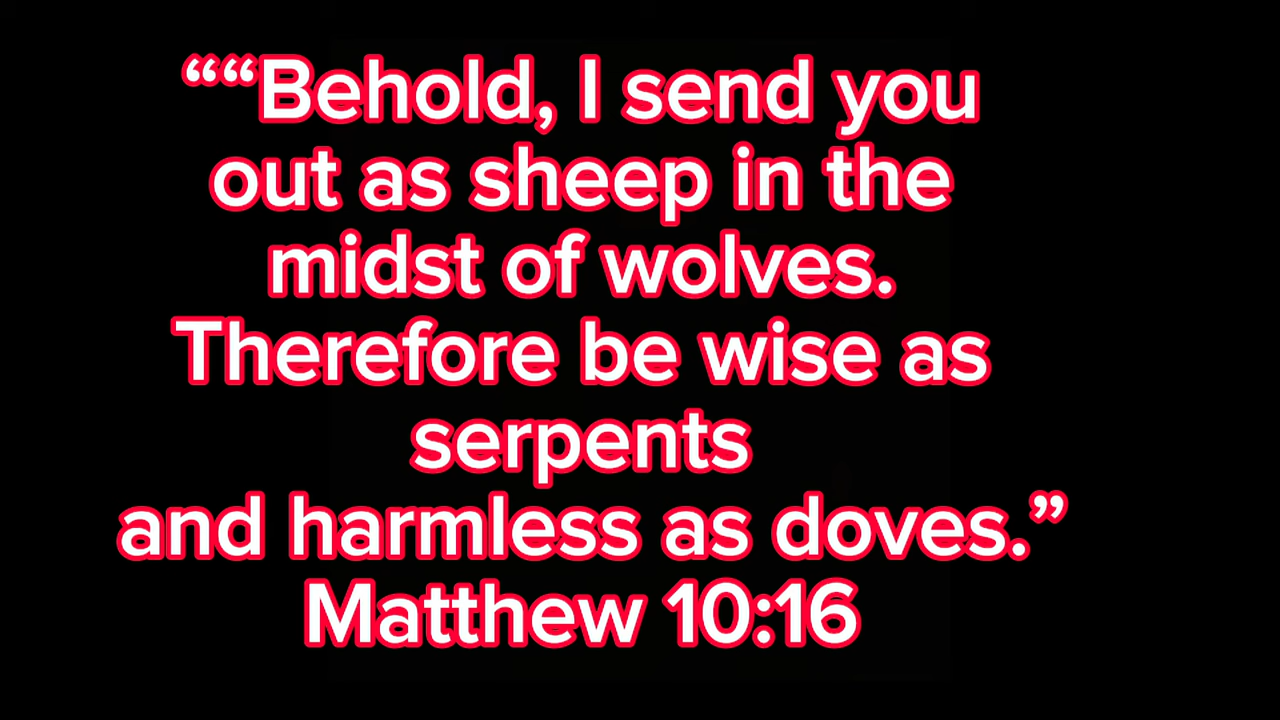 ““Behold, I send you
out as sheep in the
midst of wolves.
Therefore be wise as
serpents
and harmless as doves.”
Matthew 10:16